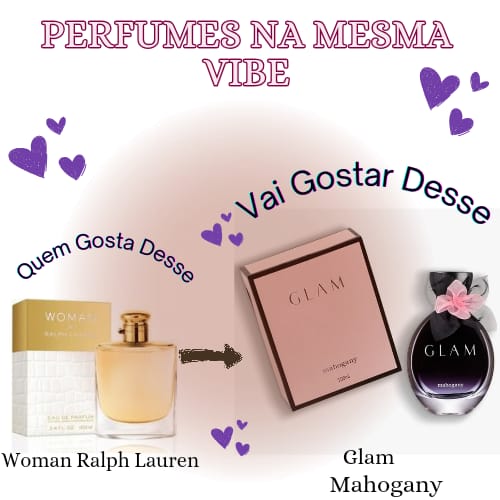 PERFUMES NA MESMA
VIBE
Vai Gostar Desse
Quem Gosta Desse
WOMAN
RALPH LAUREN
EAU DE PARFUM
GLAM
mahogany
GLAM
mahogany
Woman Ralph Lauren
Glam
Mahogany